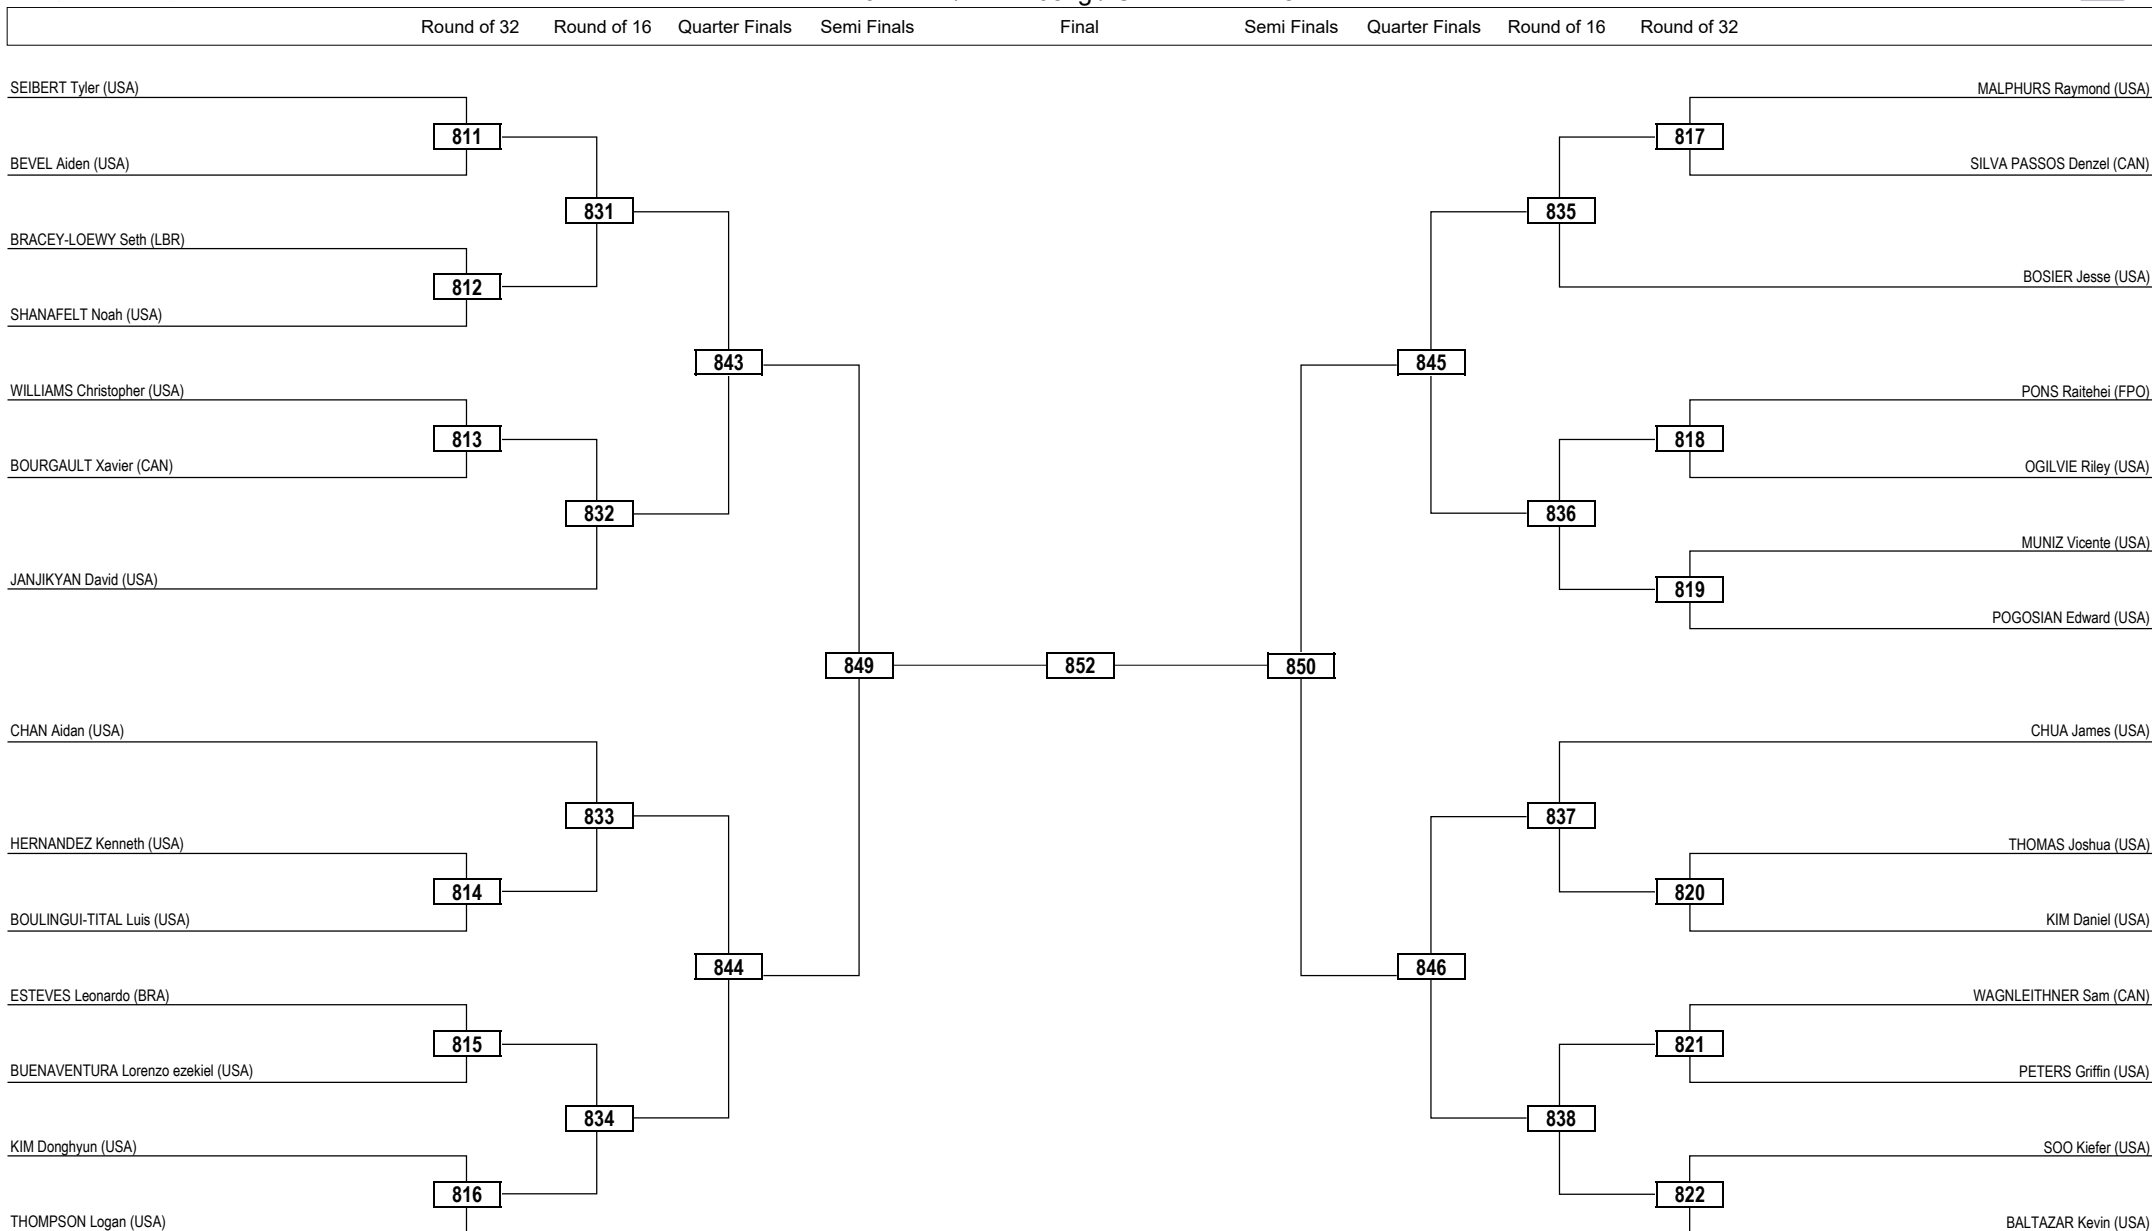 Round of 32 Round of 16 Quarter Finals Semi Finals Final Semi Finals Quarter Finals Round of 16 Round of 32
SEIBERT Tyler (USA) MALPHURS Raymond (USA)
811 817
BEVEL Aiden (USA) SILVA PASSOS Denzel (CAN)
831 835
BRACEY-LOEWY Seth (LBR)
812 BOSIER Jesse (USA)
SHANAFELT Noah (USA)
843 845
WILLIAMS Christopher (USA) PONS Raitehei (FPO)
813 818
BOURGAULT Xavier (CAN) OGILVIE Riley (USA)
832 836
MUNIZ Vicente (USA)
JANJIKYAN David (USA) 819
POGOSIAN Edward (USA)
849 852 850
CHAN Aidan (USA) CHUA James (USA)
833 837
HERNANDEZ Kenneth (USA) THOMAS Joshua (USA)
814 820
BOULINGUI-TITAL Luis (USA) KIM Daniel (USA)
844 846
ESTEVES Leonardo (BRA) WAGNLEITHNER Sam (CAN)
815 821
BUENAVENTURA Lorenzo ezekiel (USA) PETERS Griffin (USA)
834 838
KIM Donghyun (USA) SOO Kiefer (USA)
816 822
THOMPSON Logan (USA) BALTAZAR Kevin (USA)